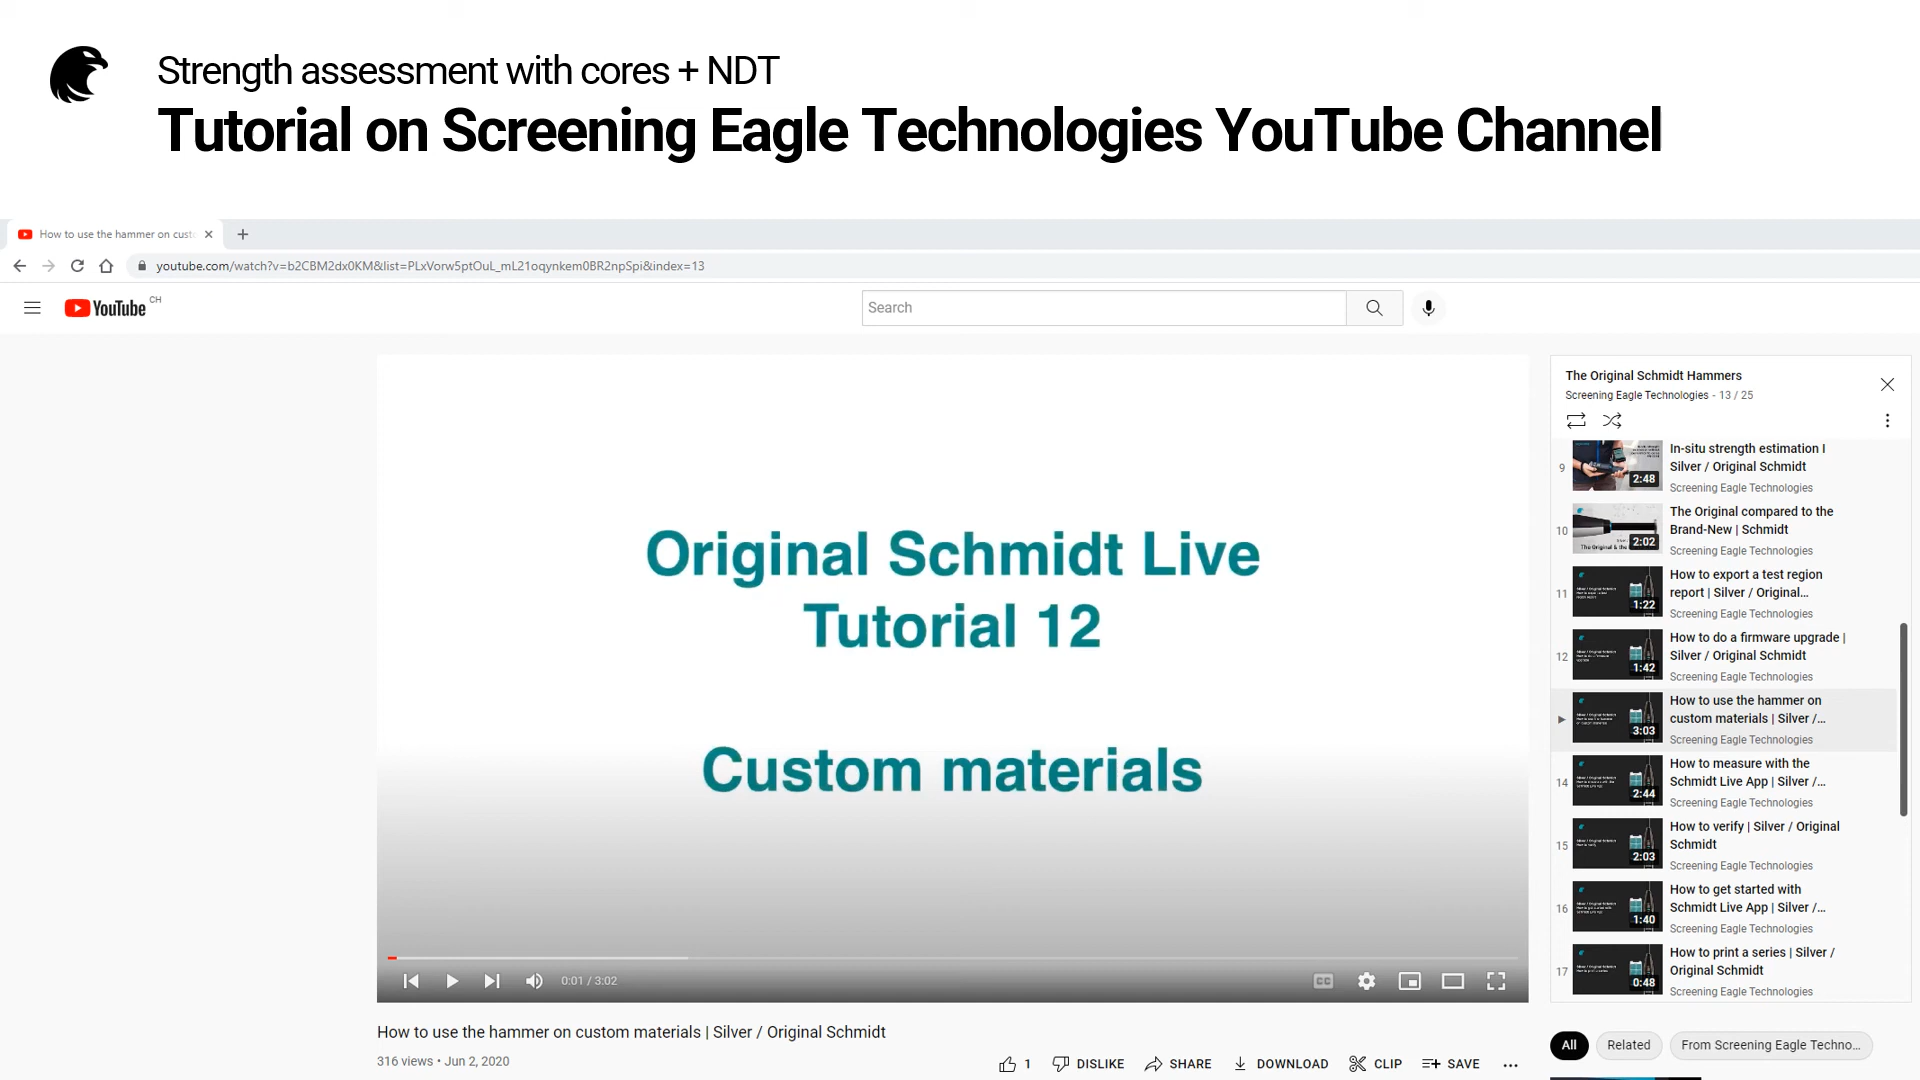 Strength assessment with cores + NDT
Tutorial on Screening Eagle Technologies YouTube Channel
How to use the hammer on cust
youtube.com/watch?v=b2CBM2dx0KM&list=PLxVorw5ptOuL_mL21oqynkem0BR2npSpi&index=13
YouTube CH
Search
Original Schmidt Live
Tutorial 12
Custom materials
0:01 / 3:02
CC
How to use the hammer on custom materials | Silver / Original Schmidt
316 views • Jun 2, 2020
1
DISLIKE
SHARE
DOWNLOAD
CLIP
SAVE
The Original Schmidt Hammers
Screening Eagle Technologies - 13 / 25
9
2:48
In-situ strength estimation I
Silver / Original Schmidt
Screening Eagle Technologies
10
2:02
The Original compared to the
Brand-New | Schmidt
Screening Eagle Technologies
11
1:22
How to export a test region
report | Silver / Original...
Screening Eagle Technologies
12
1:42
How to do a firmware upgrade |
Silver / Original Schmidt
Screening Eagle Technologies
3:03
How to use the hammer on
custom materials | Silver /...
Screening Eagle Technologies
14
2:44
How to measure with the
Schmidt Live App | Silver /...
Screening Eagle Technologies
15
2:03
How to verify | Silver / Original
Schmidt
Screening Eagle Technologies
16
1:40
How to get started with
Schmidt Live App | Silver /...
Screening Eagle Technologies
17
0:48
How to print a series | Silver /
Original Schmidt
Screening Eagle Technologies
All
Related
From Screening Eagle Techno...